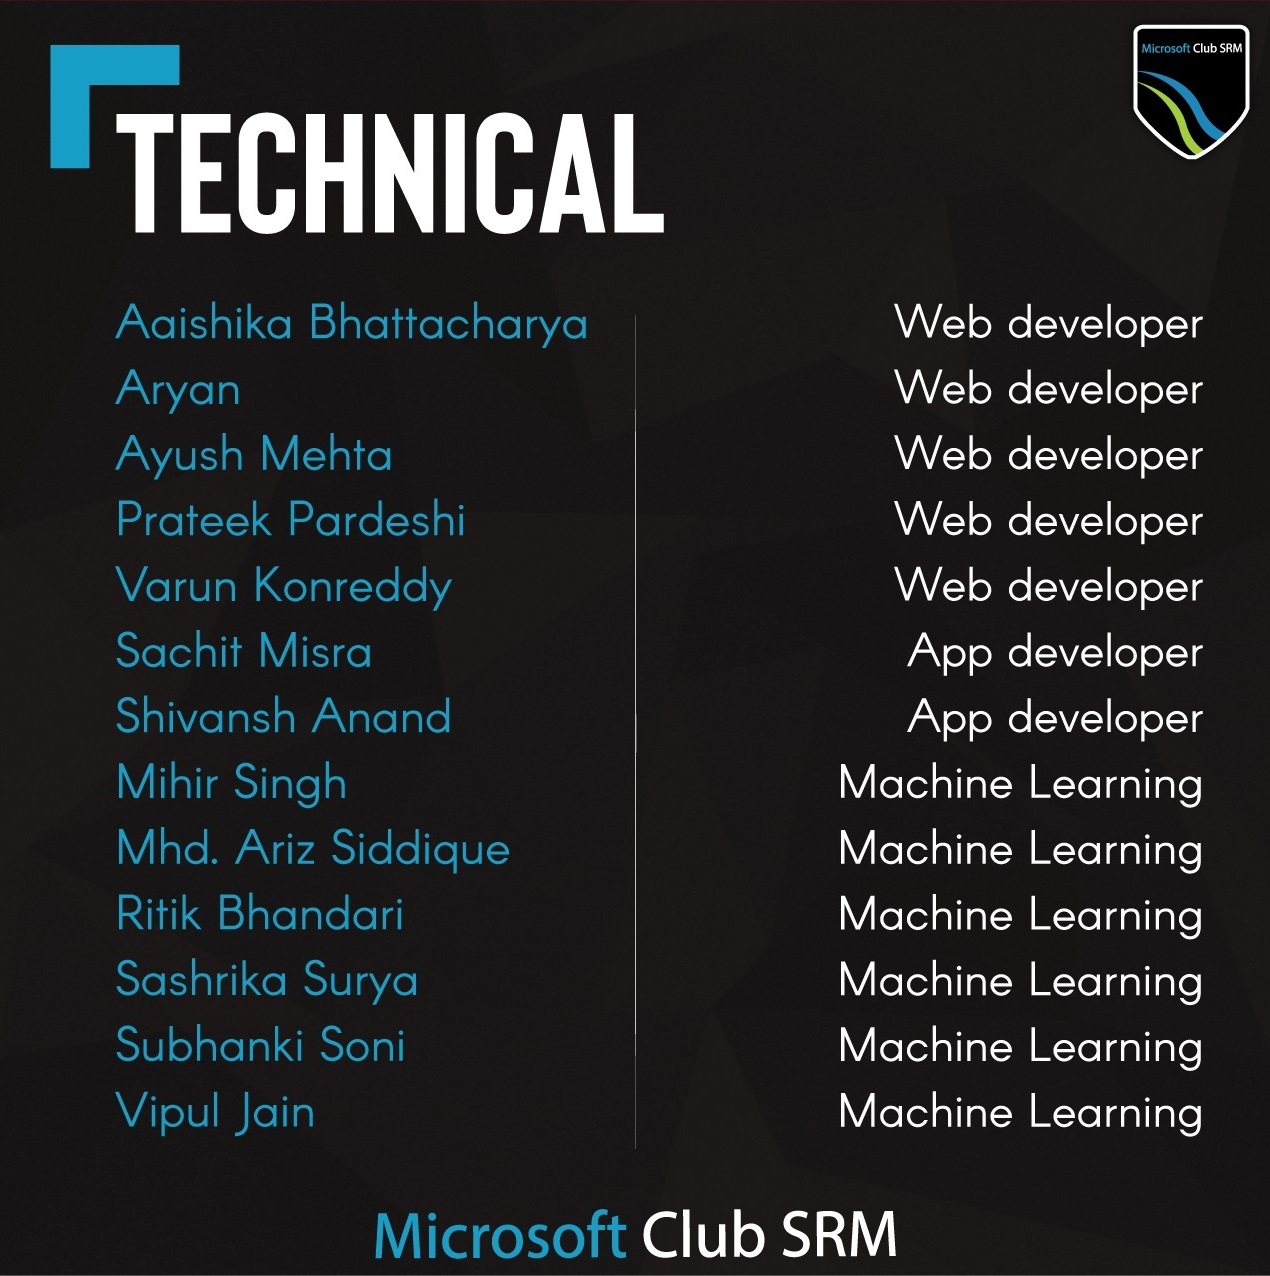 Microsoft Club SRM
TECHNICAL
Aaishika Bhattacharya Web developer
Aryan Web developer
Ayush Mehta Web developer
Prateek Pardeshi Web developer
Varun Konreddy Web developer
Sachit Misra App developer
Shivansh Anand App developer
Mihir Singh Machine Learning
Mhd. Ariz Siddique Machine Learning
Ritik Bhandari Machine Learning
Sashrika Surya Machine Learning
Subhanki Soni Machine Learning
Vipul Jain Machine Learning
Microsoft Club SRM